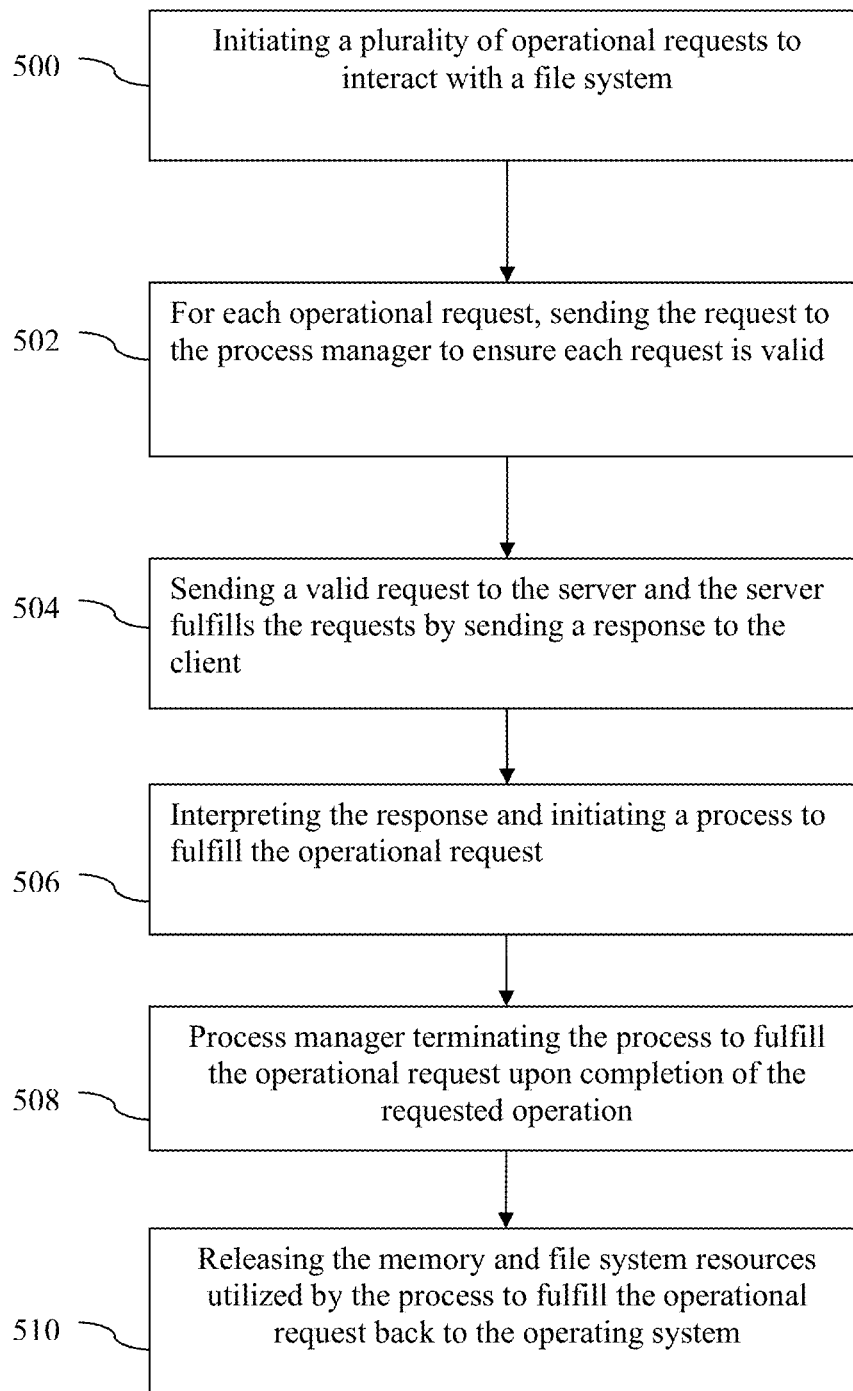 Initiating a plurality of operational requests to
interact with a file system
500
For each operational request, sending the request to
the process manager to ensure each request is valid
502
Sending a valid request to the server and the server
fulfills the requests by sending a response to the
client
504
Interpreting the response and initiating a process to
fulfill the operational request
506
Process manager terminating the process to fulfill
the operational request upon completion of the
requested operation
508
Releasing the memory and file system resources
utilized by the process to fulfill the operational
request back to the operating system
510